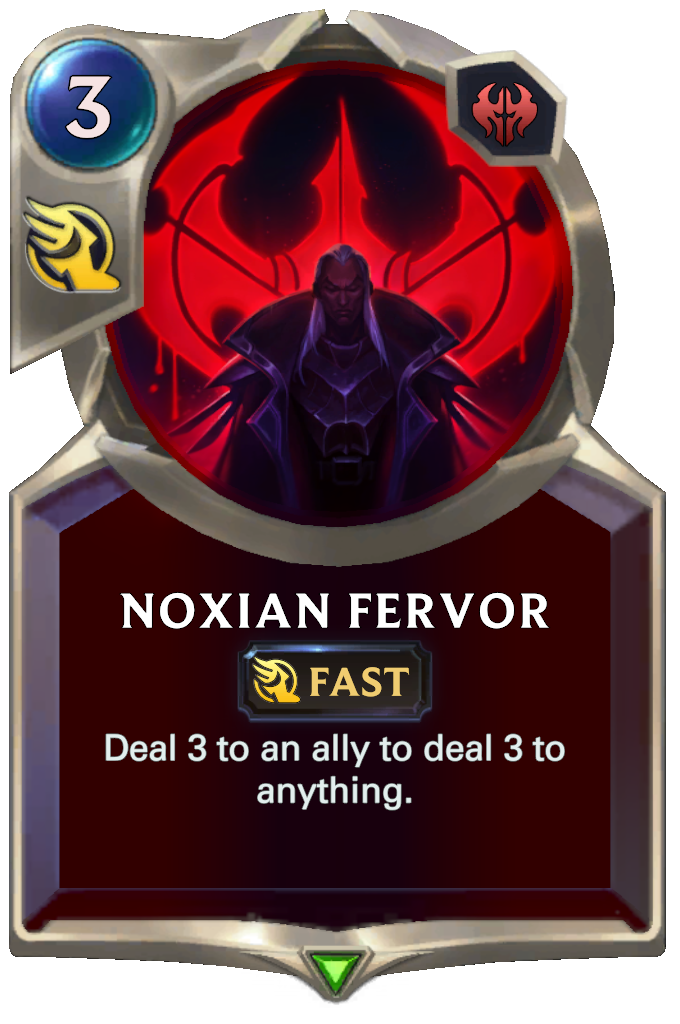 3
NOXIAN FERVOR
FAST
Deal 3 to an ally to deal 3 to
anything.